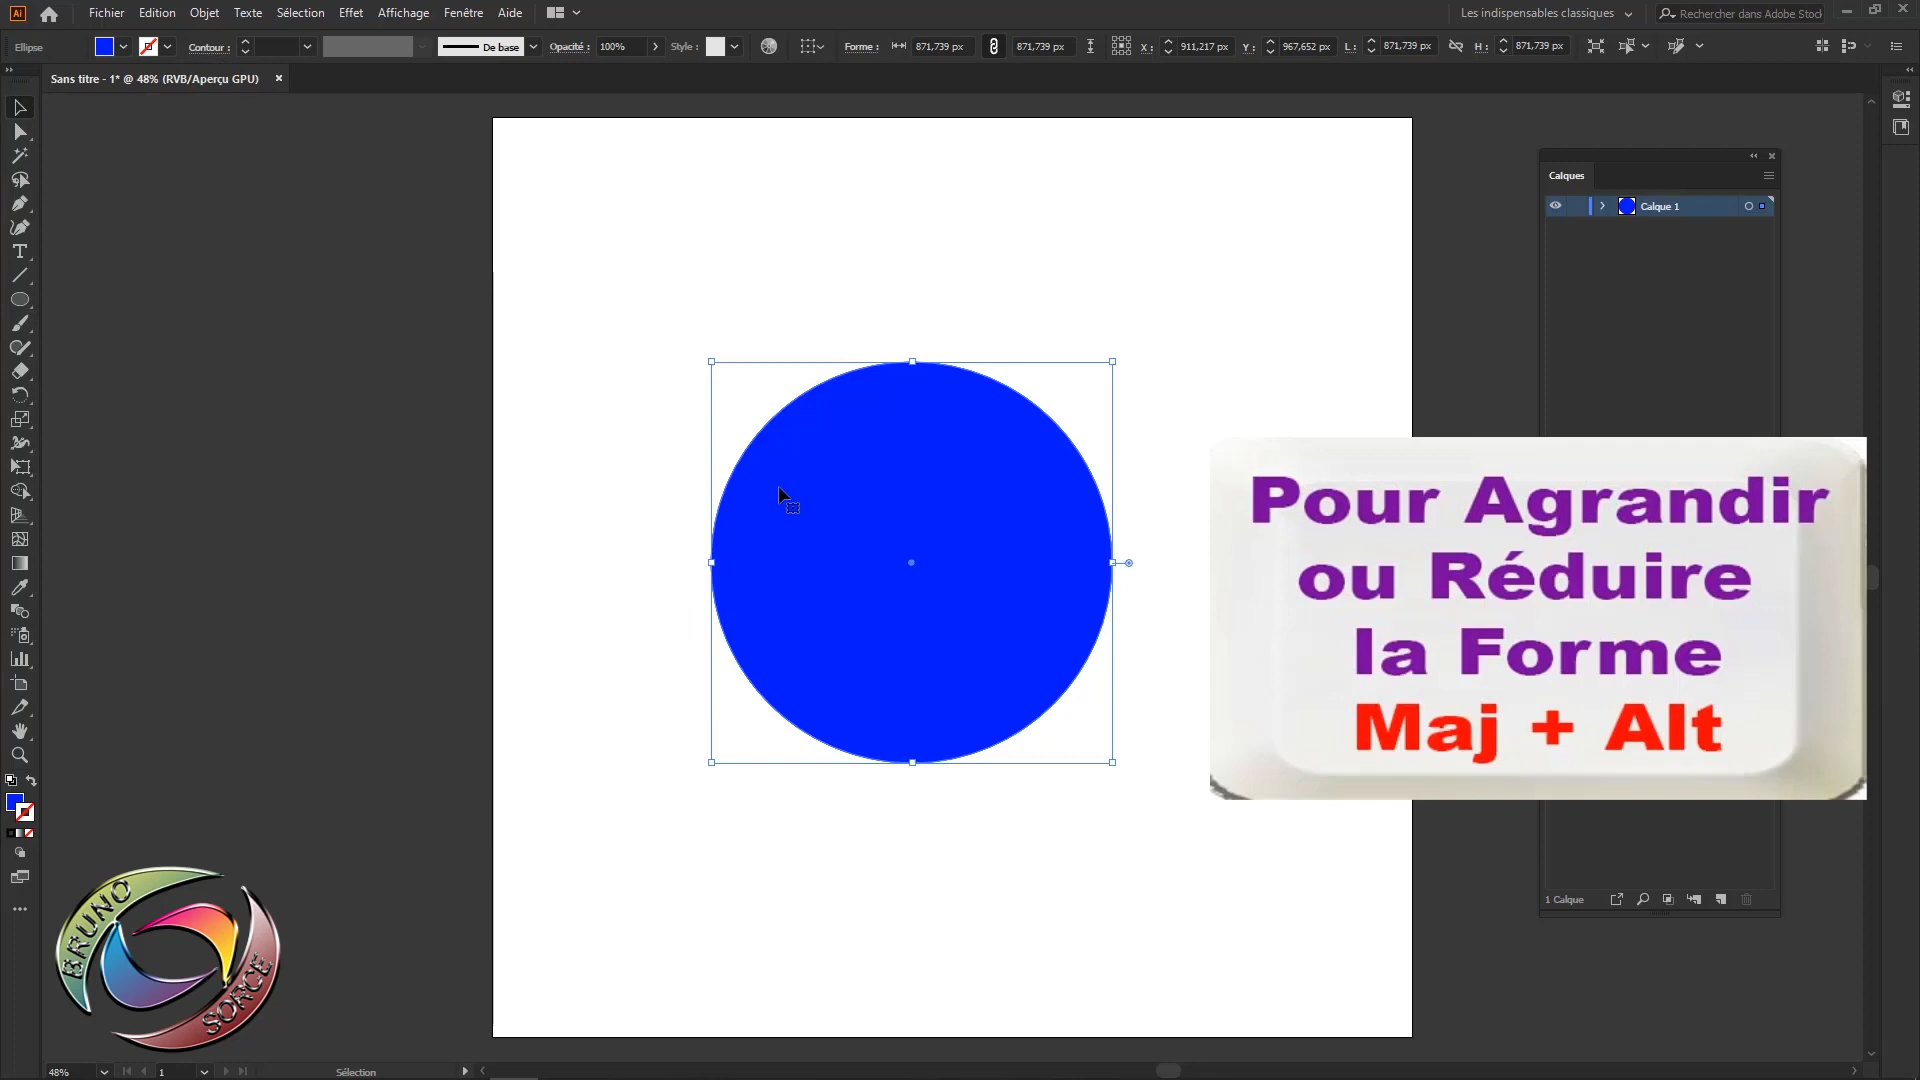 Ai
Fichier Edition Objet Texte Sélection Effet Affichage Fenêtre Aide
Les indispensables classiques
Rechercher dans Adobe Stock
Ellipse
Contour :
De base
Opacité : 100%
Style :
Forme : 871,739 px 871,739 px X : 911,217 px Y : 967,652 px L : 871,739 px H : 871,739 px
Sans titre - 1* @ 48% (RVB/Aperçu GPU) ×
Calques
Calque 1
Pour Agrandir
ou Réduire
la Forme
Maj + Alt
1 Calque
BRUNO
SORCE
48% 1 Sélection